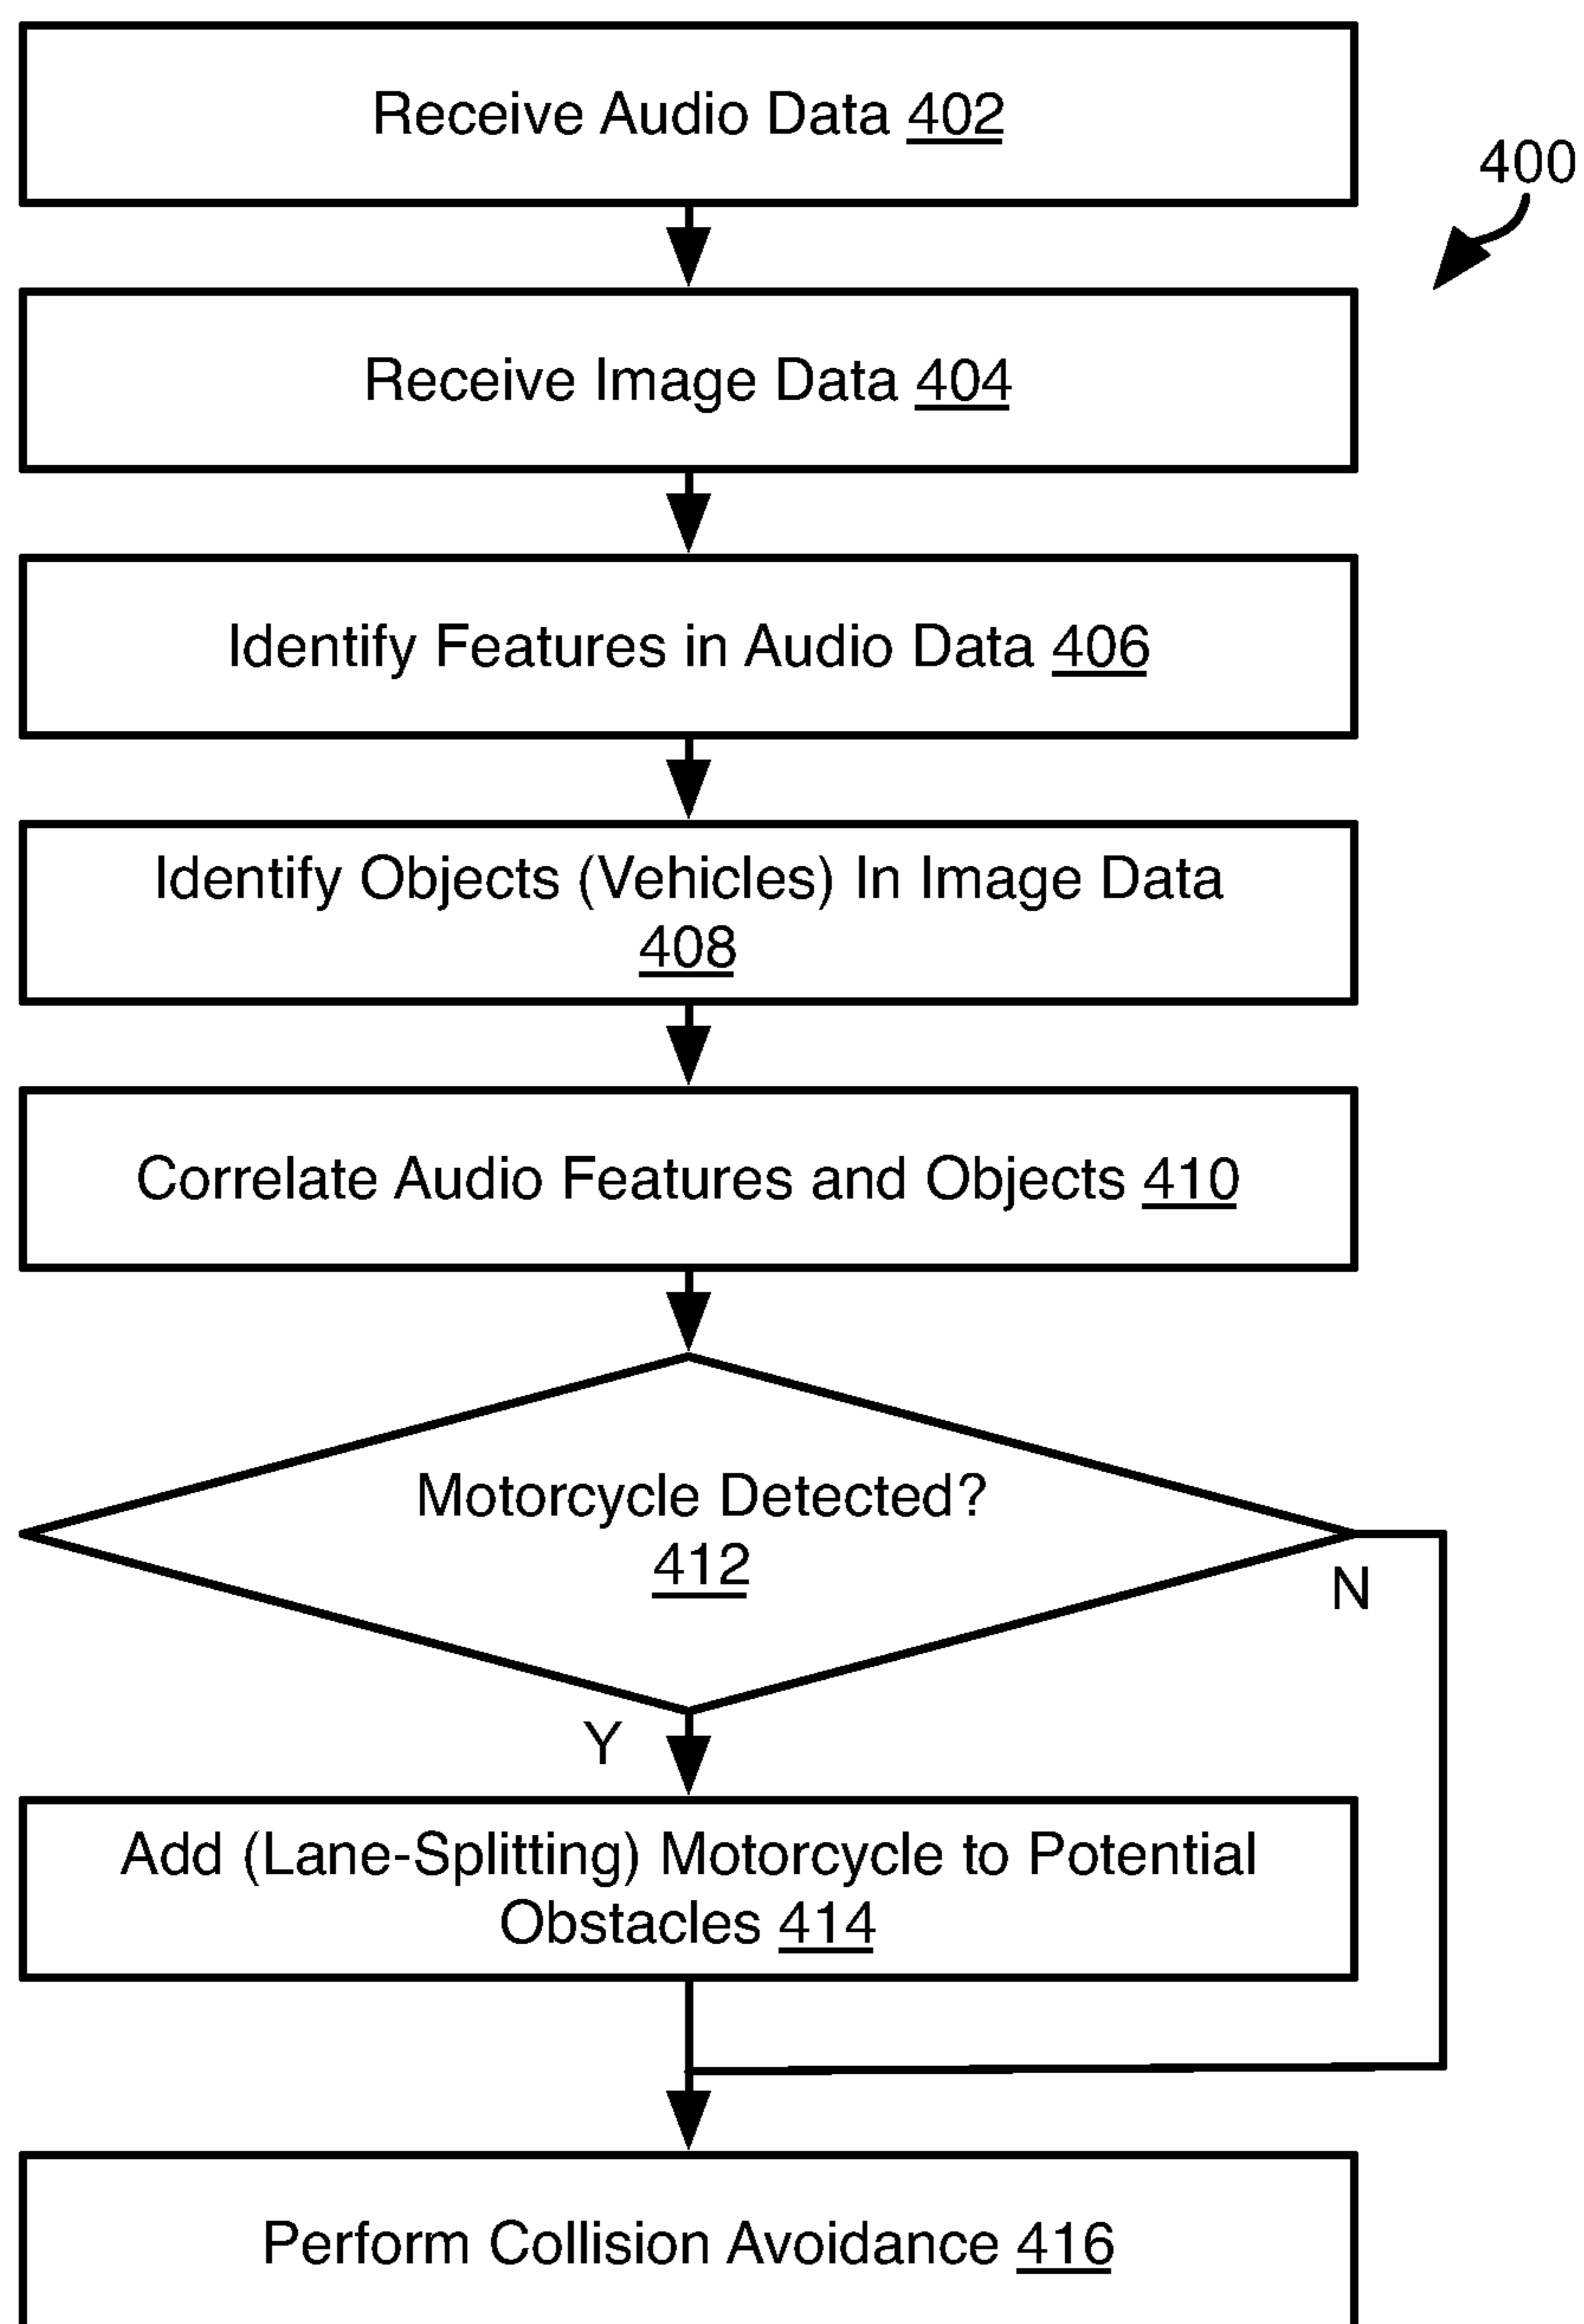 Receive Audio Data 402
400
Receive Image Data 404
Identify Features in Audio Data 406
Identify Objects (Vehicles) In Image Data
408
Correlate Audio Features and Objects 410
Motorcycle Detected?
412
N
Y
Add (Lane-Splitting) Motorcycle to Potential
Obstacles 414
Perform Collision Avoidance 416